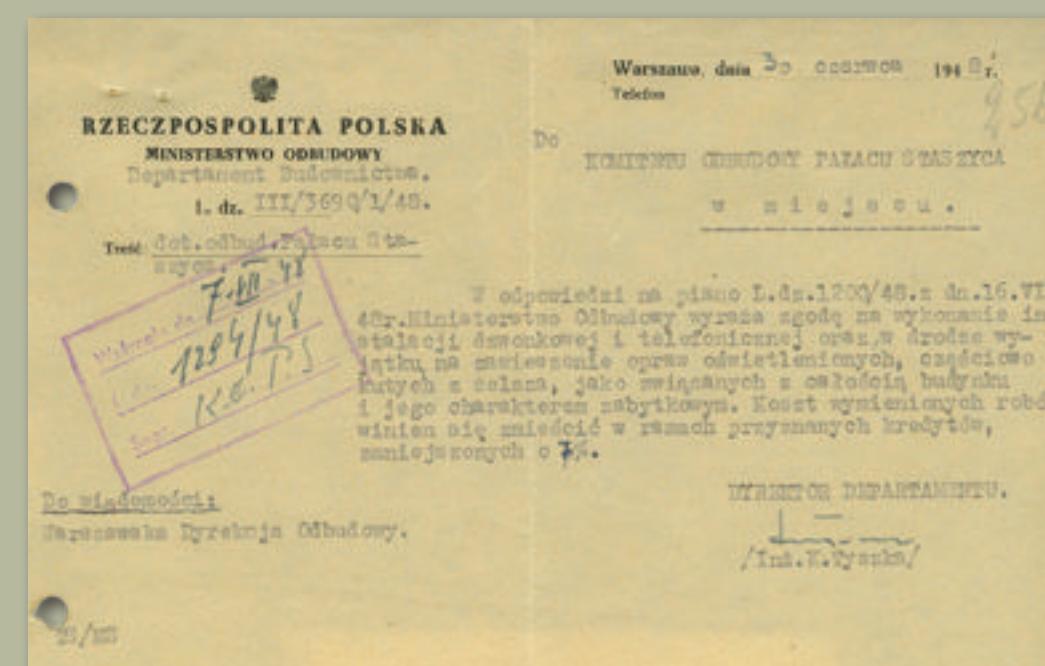 Warszawa, dnia 30 czerwca 1948 r.
Telefon
256
RZECZPOSPOLITA POLSKA
MINISTERSTWO ODBUDOWY
Departament Budownictwa.
L. dz. III/3690/1/48.
Treść dot.odbud.Pałacu Sta-
szyca.
Do
KOMITETU ODBUDOWY PAŁACU STASZYCA
w miejscu.
7.VII.48
1294/48
K.O.P.S
W odpowiedzi na pismo L.dz.1200/48.z dn.16.VI
48r.Ministerstwo Odbudowy wyraża zgodę na wykonanie in
stalacji dzwonkowej i telefonicznej oraz,w drodze wy-
jątku na zawieszenie opraw oświetleniowych, częściowo
kutych z żelaza, jako związanych z całością budynku
i jego charakterem zabytkowym. Koszt wymienionych robó
winien się zmieścić w ramach przyznanych kredytów,
zmniejszonych o 7%.
Do wiadomości:
Warszawska Dyrekcja Odbudowy.
DYREKTOR DEPARTAMENTU.
/Inż.W.Wyszka/